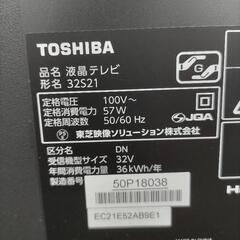 TOSHIBA
品名 液晶テレビ
形名 32S21
定格電圧 100V～
定格消費電力 57W
定格周波数 50/60 Hz
JQA
東芝映像ソリューション株式会社
区分名 DN
受信機型サイズ 32V
年間消費電力量 36kWh/年
製造番号 50P18038
EC21E52AB9E1